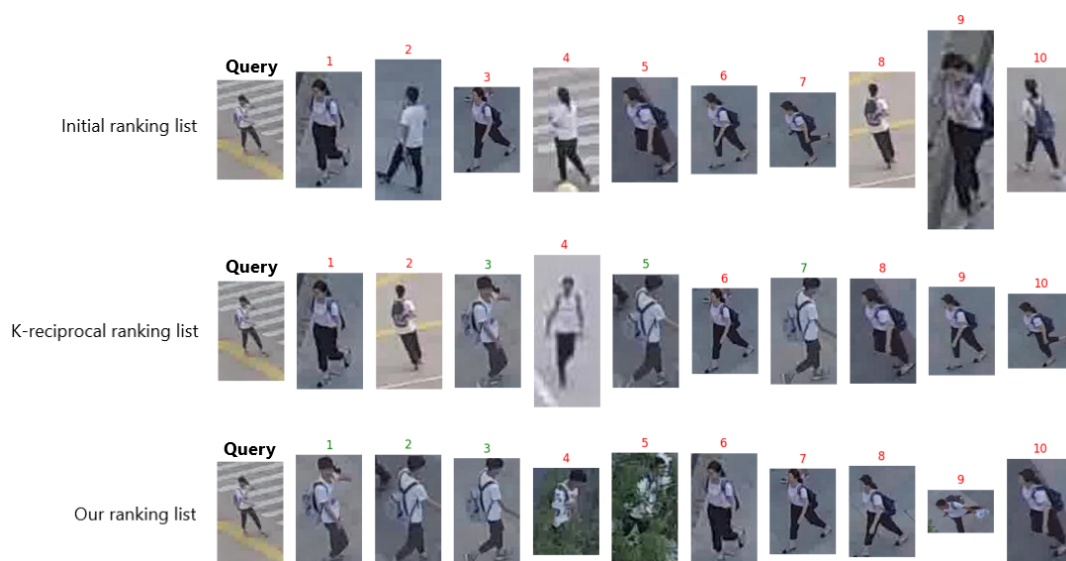 Query 1 2 3 4 5 6 7 8 9 10
Initial ranking list
Query 1 2 3 4 5 6 7 8 9 10
K-reciprocal ranking list
Query 1 2 3 4 5 6 7 8 9 10
Our ranking list